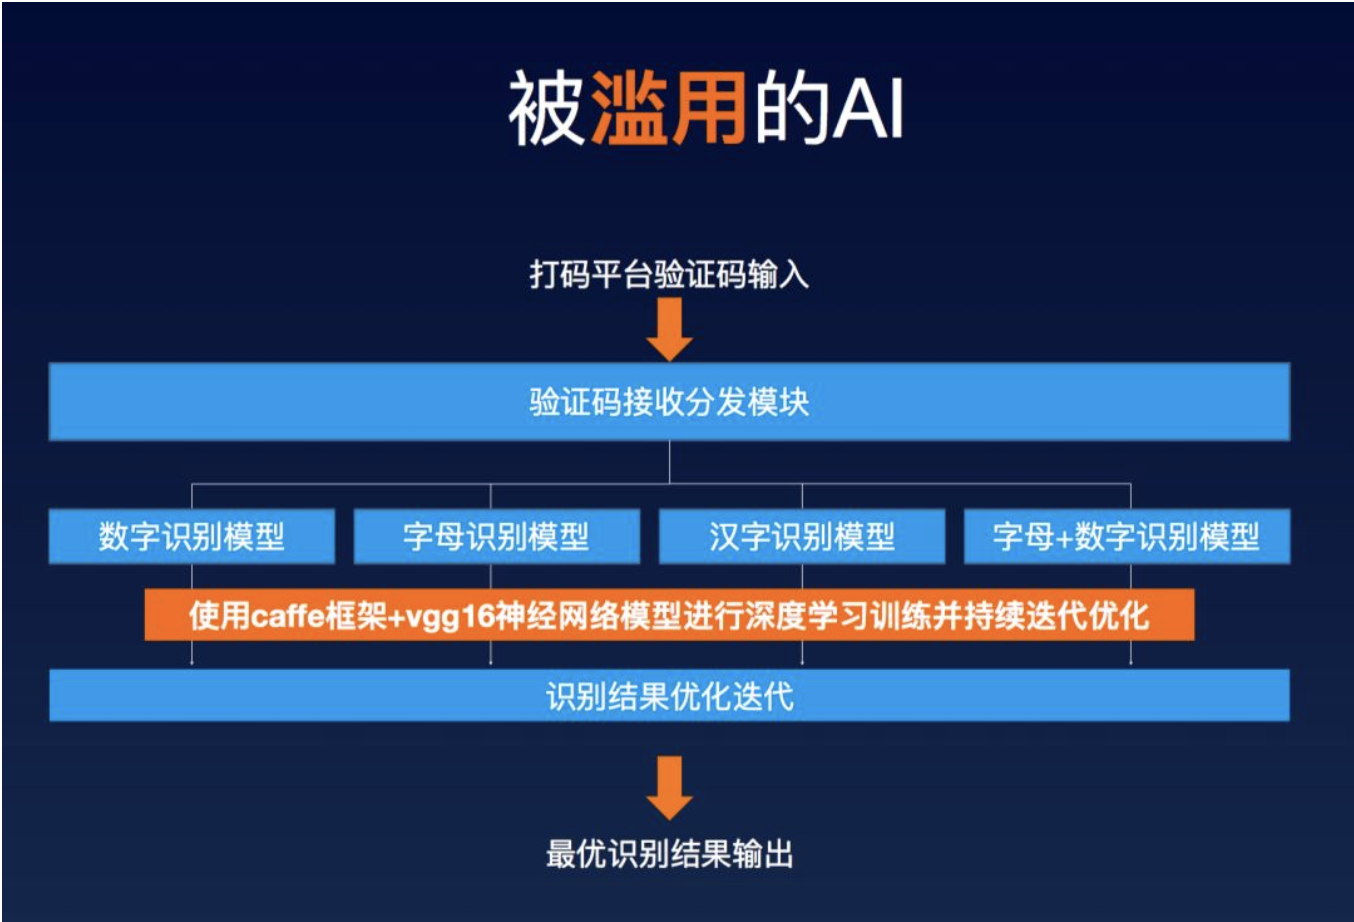 被滥用的AI
打码平台验证码输入
验证码接收分发模块
数字识别模型
字母识别模型
汉字识别模型
字母+数字识别模型
使用caffe框架+vgg16神经网络模型进行深度学习训练并持续迭代优化
识别结果优化迭代
最优识别结果输出